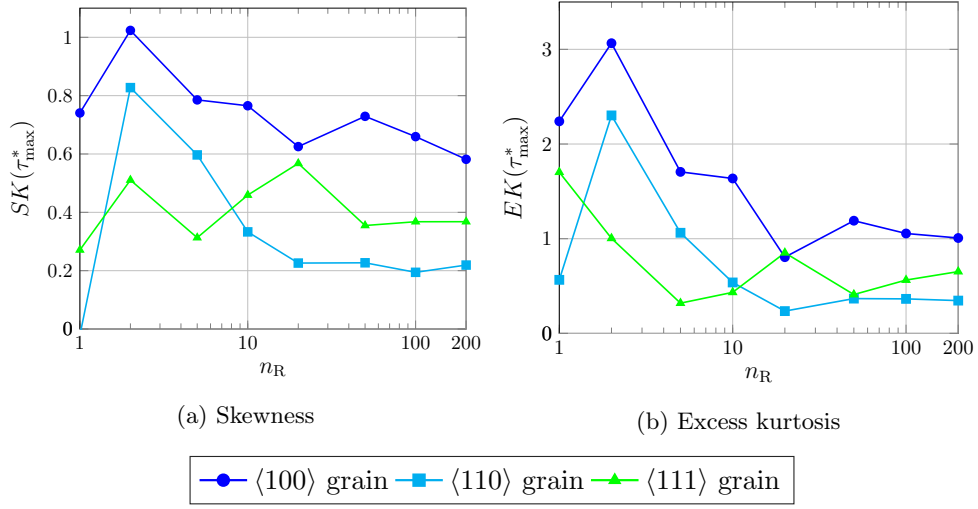 SK(τ*max)
1
0.8
0.6
0.4
0.2
0
1 10 100 200
nR
(a) Skewness
EK(τ*max)
3
2
1
0
1 10 100 200
nR
(b) Excess kurtosis
⟨100⟩ grain ⟨110⟩ grain ⟨111⟩ grain